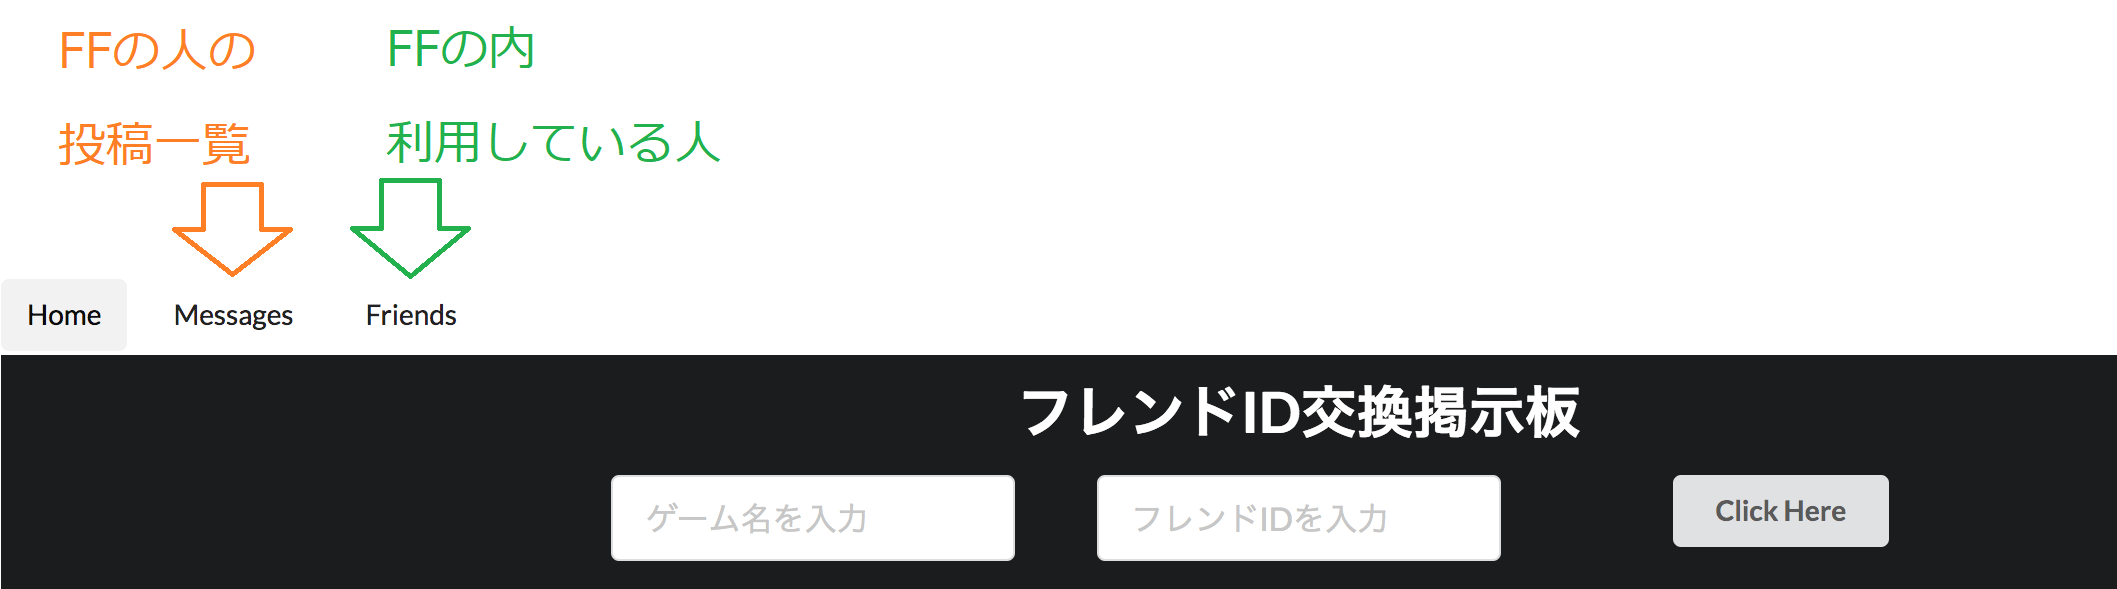 FFの人の
投稿一覧
FFの内
利用している人
Home Messages Friends
フレンドID交換掲示板
ゲーム名を入力 フレンドIDを入力 Click Here